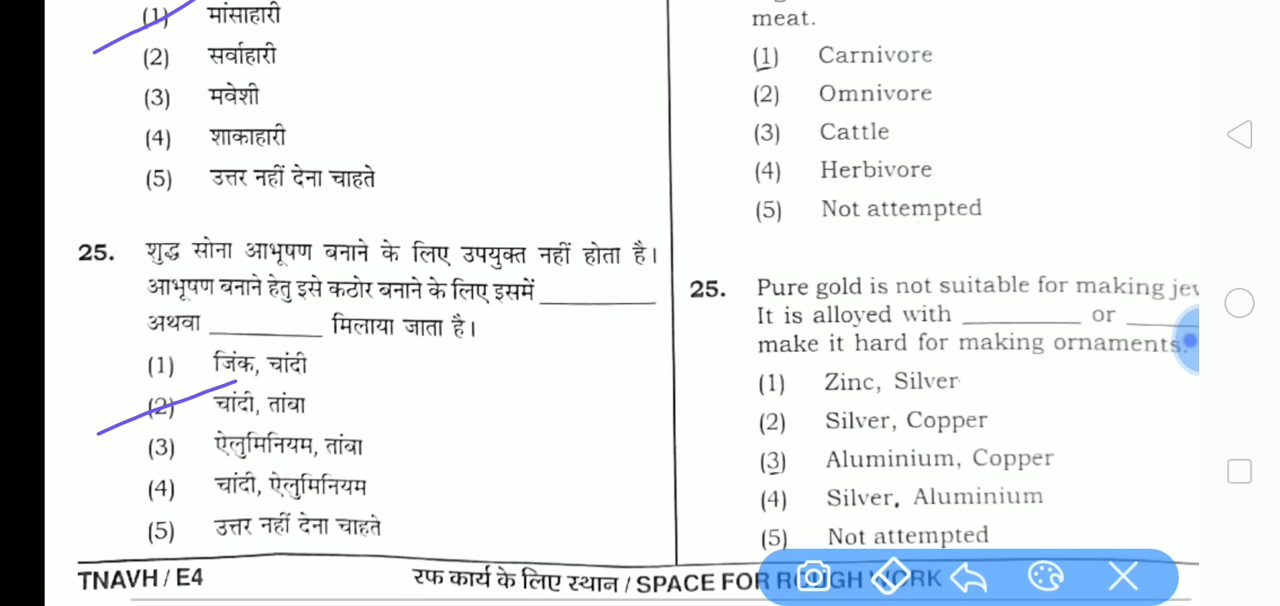 (1) मांसाहारी
(2) सर्वाहारी
(3) मवेशी
(4) शाकाहारी
(5) उत्तर नहीं देना चाहते
25. शुद्ध सोना आभूषण बनाने के लिए उपयुक्त नहीं होता है।
आभूषण बनाने हेतु इसे कठोर बनाने के लिए इसमें ________
अथवा ________ मिलाया जाता है।
(1) जिंक, चांदी
(2) चांदी, तांबा
(3) ऐलुमिनियम, तांबा
(4) चांदी, ऐलुमिनियम
(5) उत्तर नहीं देना चाहते
meat.
(1) Carnivore
(2) Omnivore
(3) Cattle
(4) Herbivore
(5) Not attempted
25. Pure gold is not suitable for making
It is alloyed with ________ or ________
make it hard for making ornaments.
(1) Zinc, Silver
(2) Silver, Copper
(3) Aluminium, Copper
(4) Silver, Aluminium
(5) Not attempted
TNAVH / E4 रफ कार्य के लिए स्थान / SPACE FOR ROUGH WORK